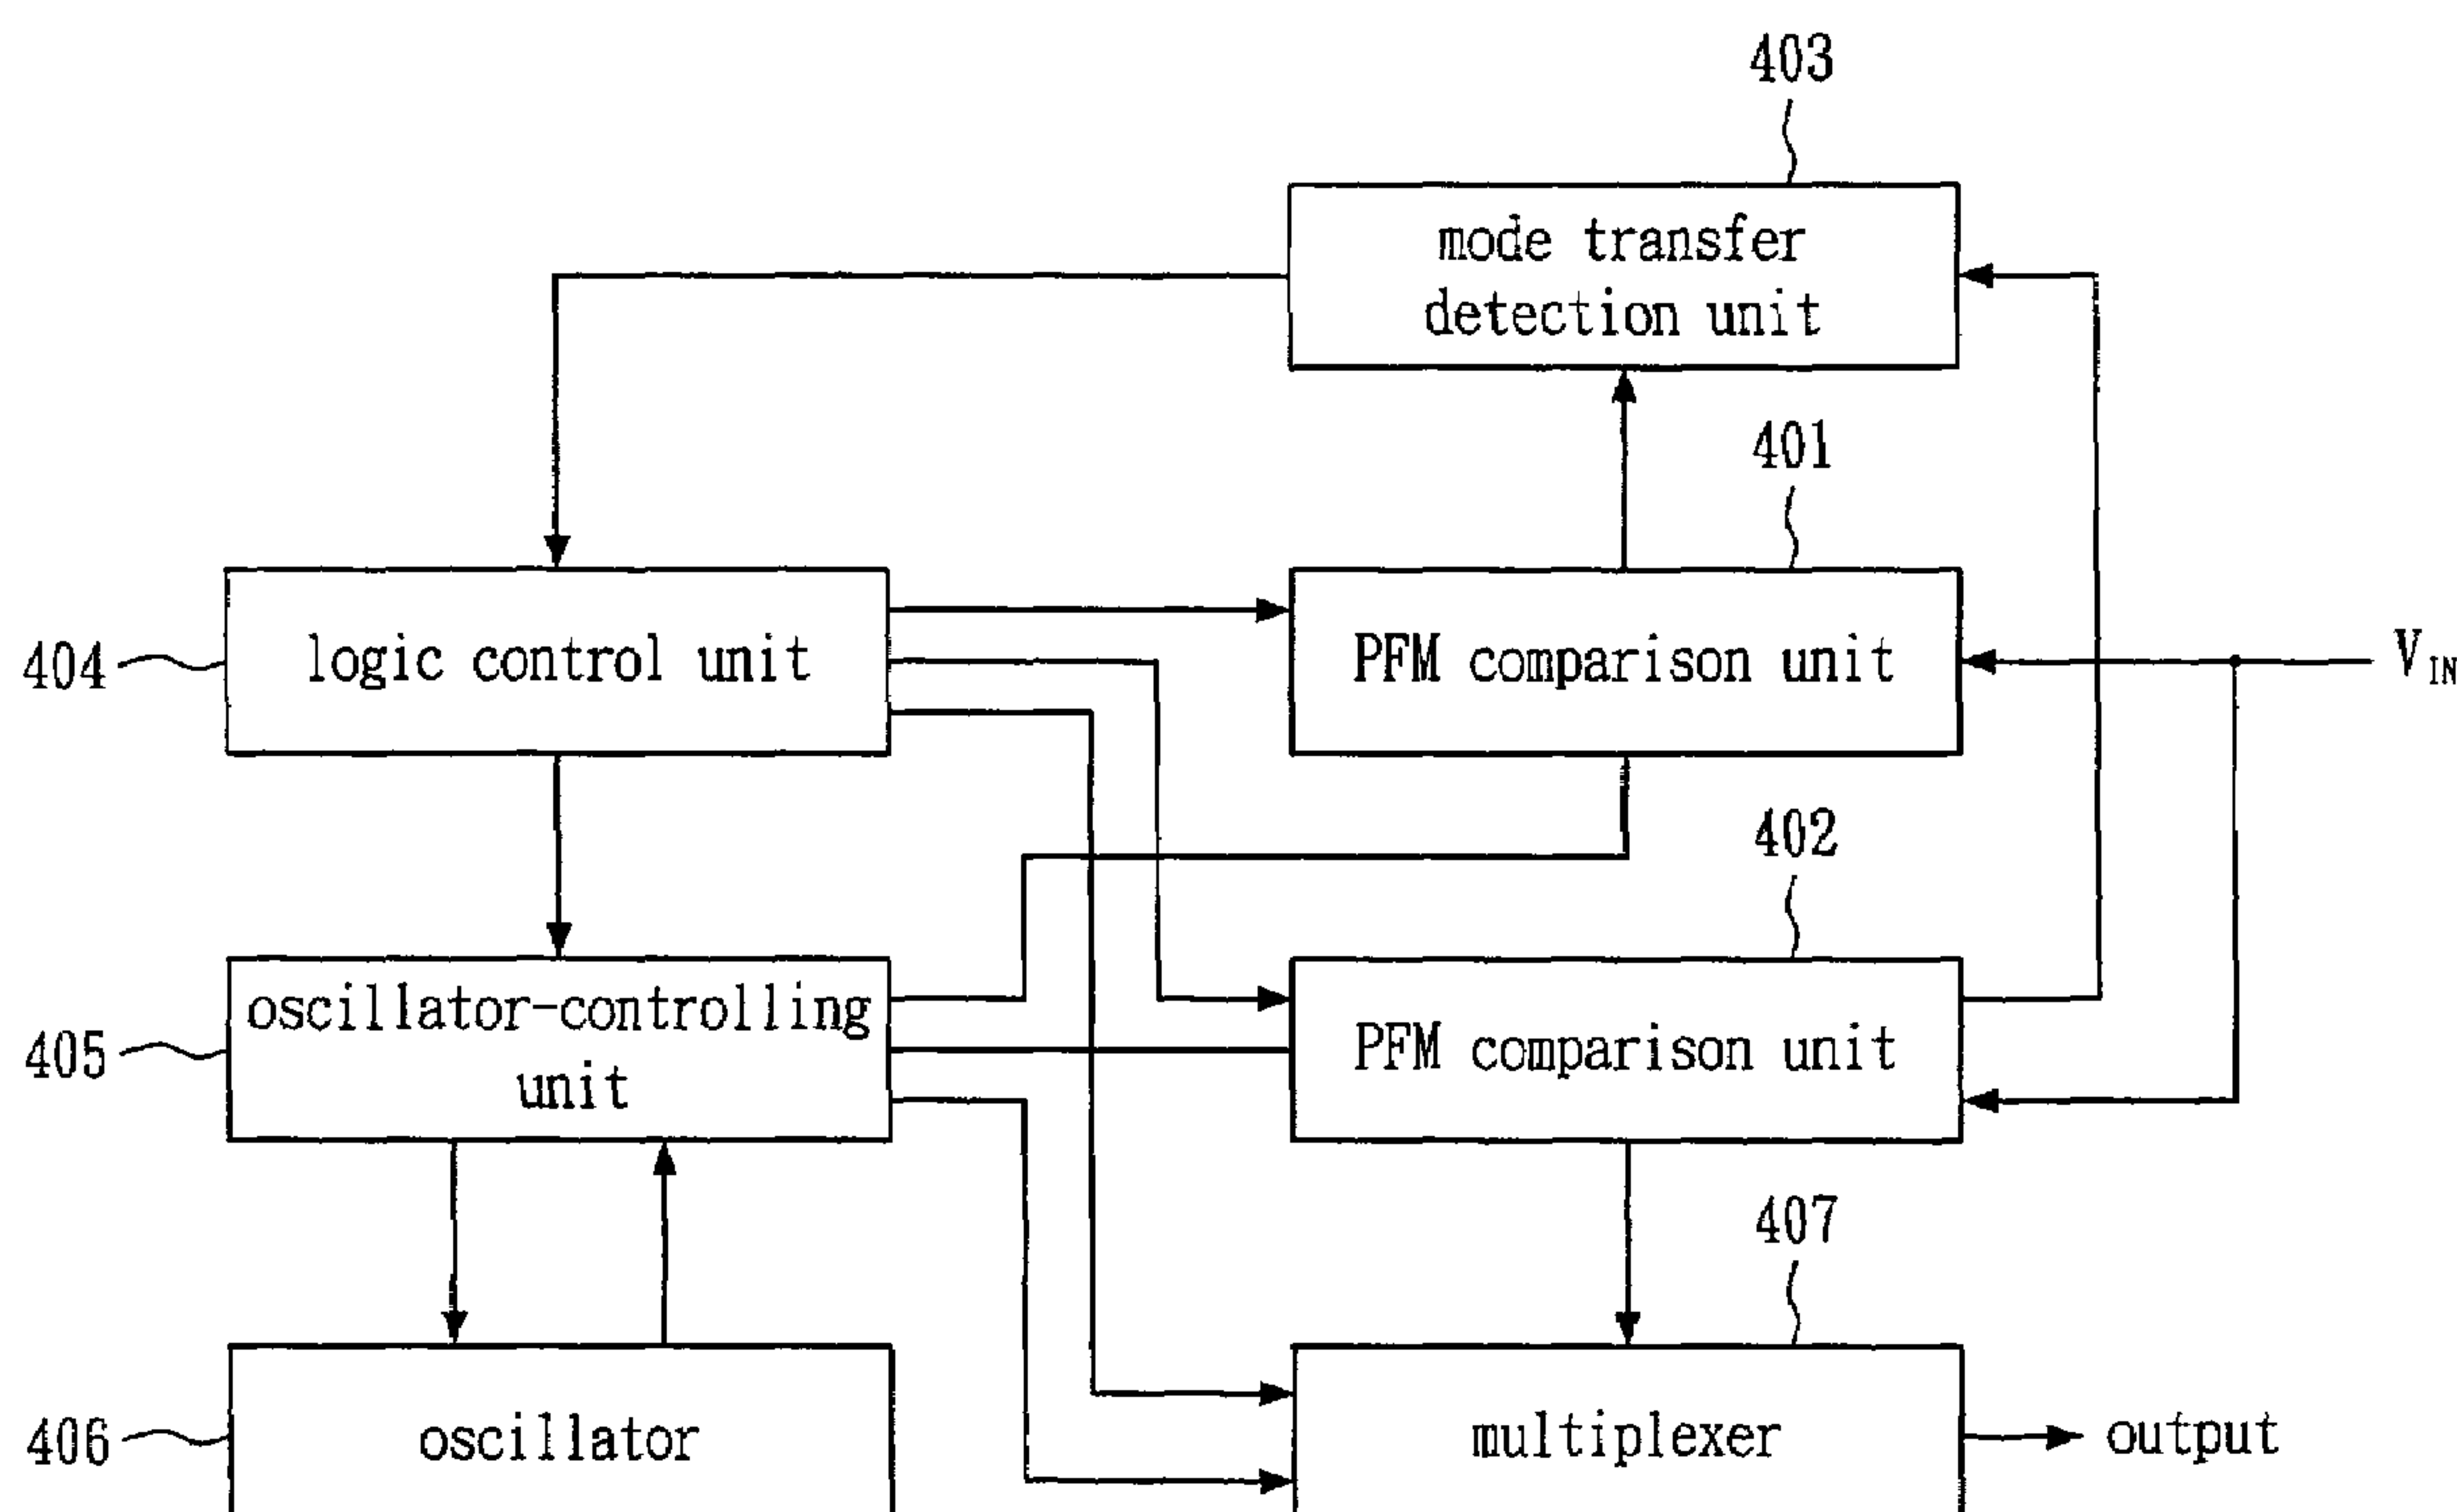 403
mode transfer
detection unit
401
404
logic control unit
PFM comparison unit
V_IN
402
405
oscillator-controlling
unit
PFM comparison unit
407
406
oscillator
multiplexer
output